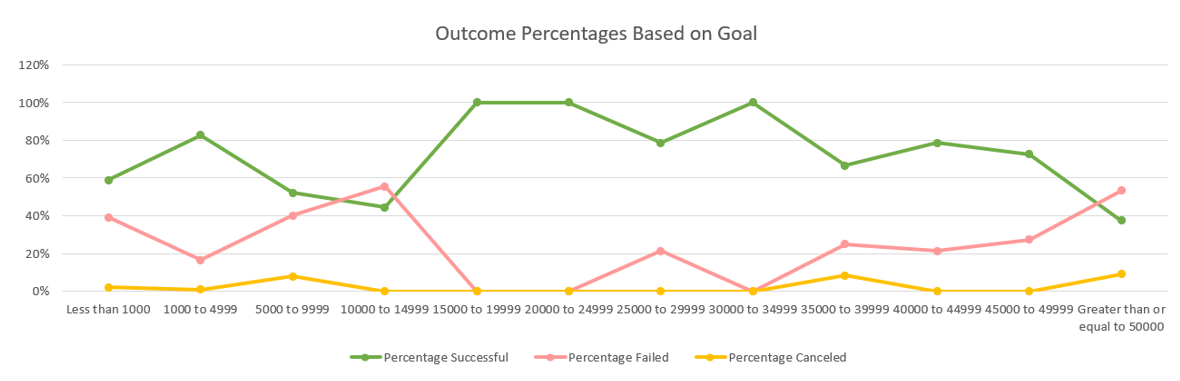 Outcome Percentages Based on Goal
120%
100%
80%
60%
40%
20%
0%
Less than 1000 1000 to 4999 5000 to 9999 10000 to 14999 15000 to 19999 20000 to 24999 25000 to 29999 30000 to 34999 35000 to 39999 40000 to 44999 45000 to 49999 Greater than or
equal to 50000
Percentage Successful Percentage Failed Percentage Canceled